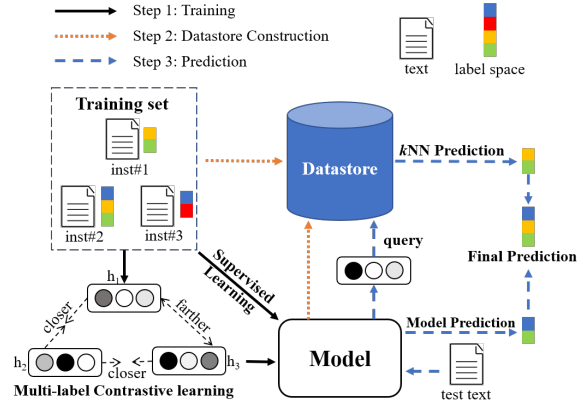 Step 1: Training
Step 2: Datastore Construction
Step 3: Prediction
text
label space
Training set
inst#1
inst#2
inst#3
Datastore
kNN Prediction
query
Final Prediction
Supervised
Learning
h1
closer
farther
h2
closer
h3
Multi-label Contrastive learning
Model
Model Prediction
test text